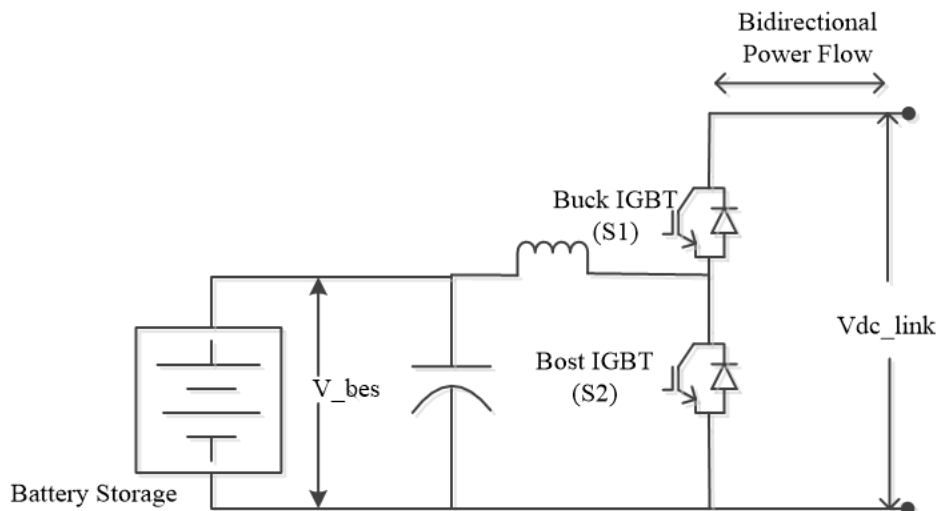 Bidirectional
Power Flow
Buck IGBT
(S1)
Vdc_link
Bost IGBT
(S2)
V_bes
Battery Storage